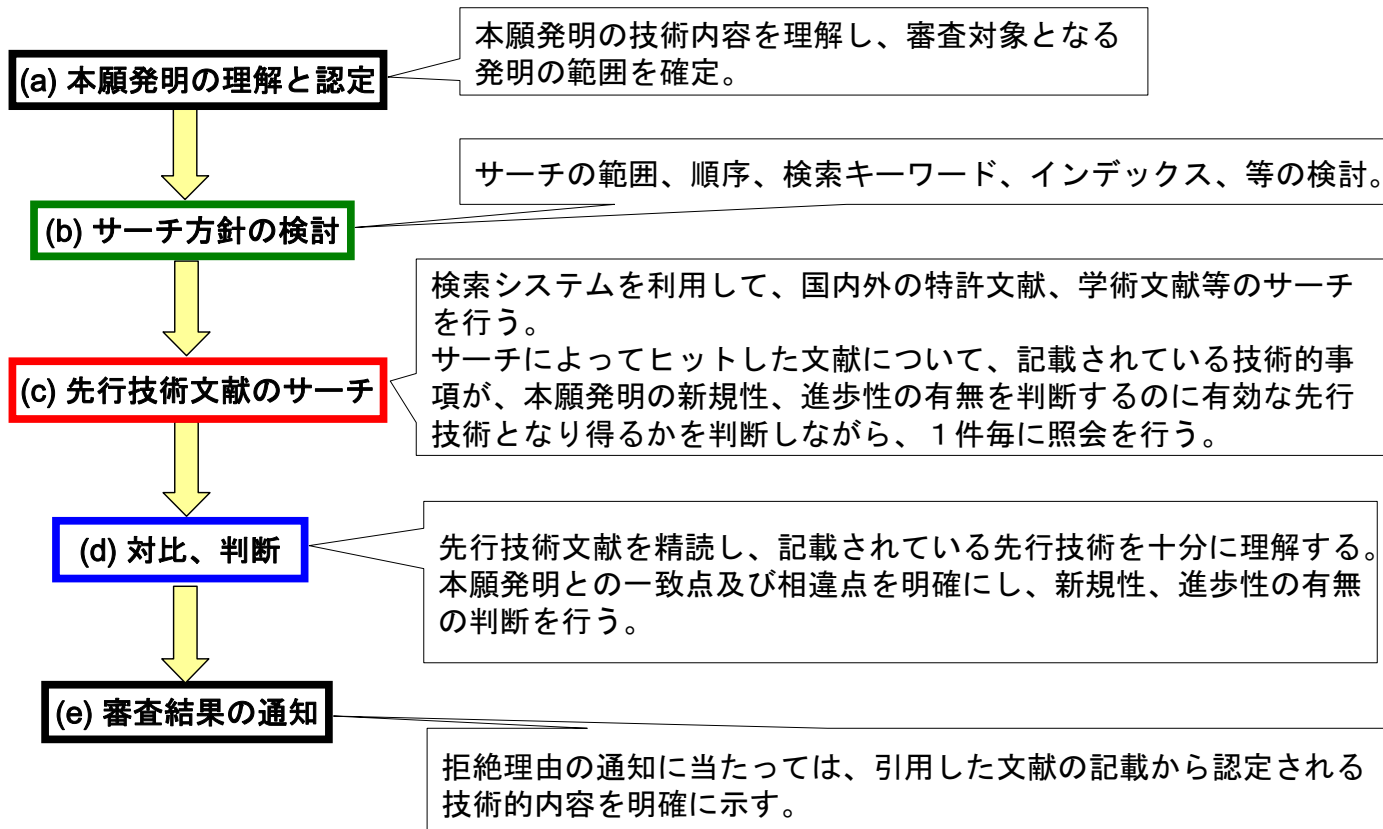 本願発明の技術内容を理解し、審査対象となる
発明の範囲を確定。
(a) 本願発明の理解と認定
サーチの範囲、順序、検索キーワード、インデックス、等の検討。
(b) サーチ方針の検討
検索システムを利用して、国内外の特許文献、学術文献等のサーチ
を行う。
サーチによってヒットした文献について、記載されている技術的事
項が、本願発明の新規性、進歩性の有無を判断するのに有効な先行
技術となり得るかを判断しながら、１件毎に照会を行う。
(c) 先行技術文献のサーチ
先行技術文献を精読し、記載されている先行技術を十分に理解する。
本願発明との一致点及び相違点を明確にし、新規性、進歩性の有無
の判断を行う。
(d) 対比、判断
(e) 審査結果の通知
拒絶理由の通知に当たっては、引用した文献の記載から認定される
技術的内容を明確に示す。